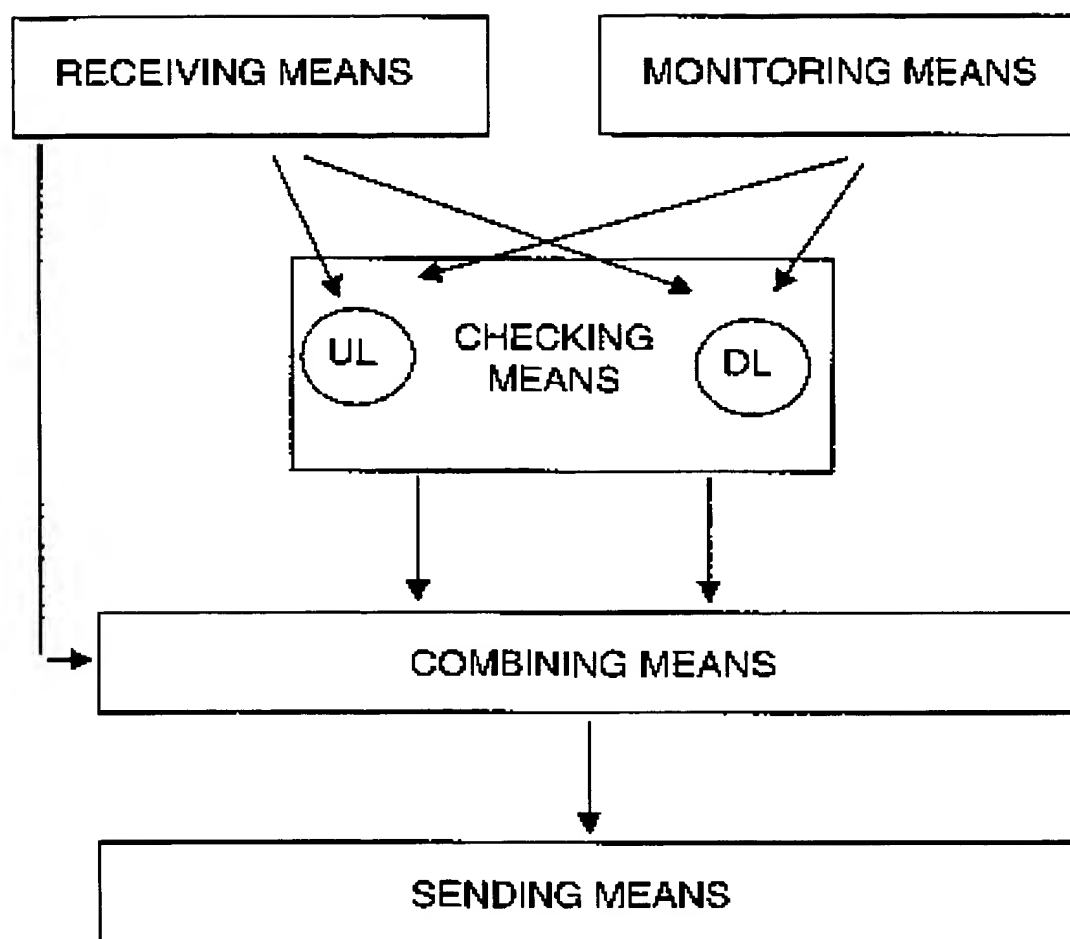 RECEIVING MEANS
MONITORING MEANS
UL
CHECKING
MEANS
DL
COMBINING MEANS
SENDING MEANS